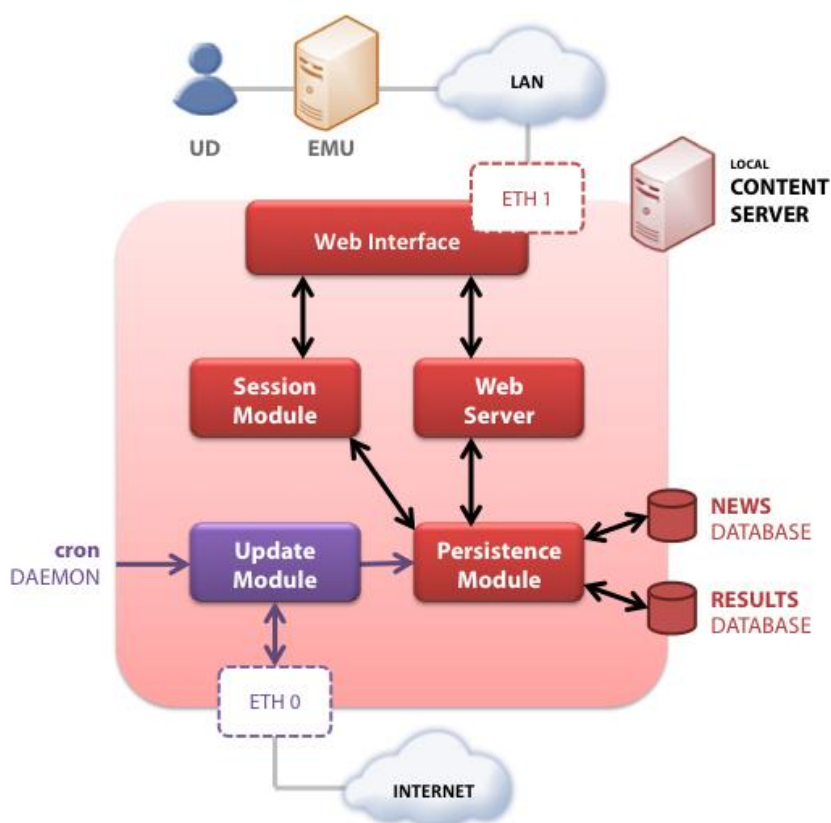 LAN
UD
EMU
LOCAL
CONTENT
SERVER
ETH 1
Web Interface
Session
Module
Web
Server
NEWS
DATABASE
cron
DAEMON
Update
Module
Persistence
Module
RESULTS
DATABASE
ETH 0
INTERNET